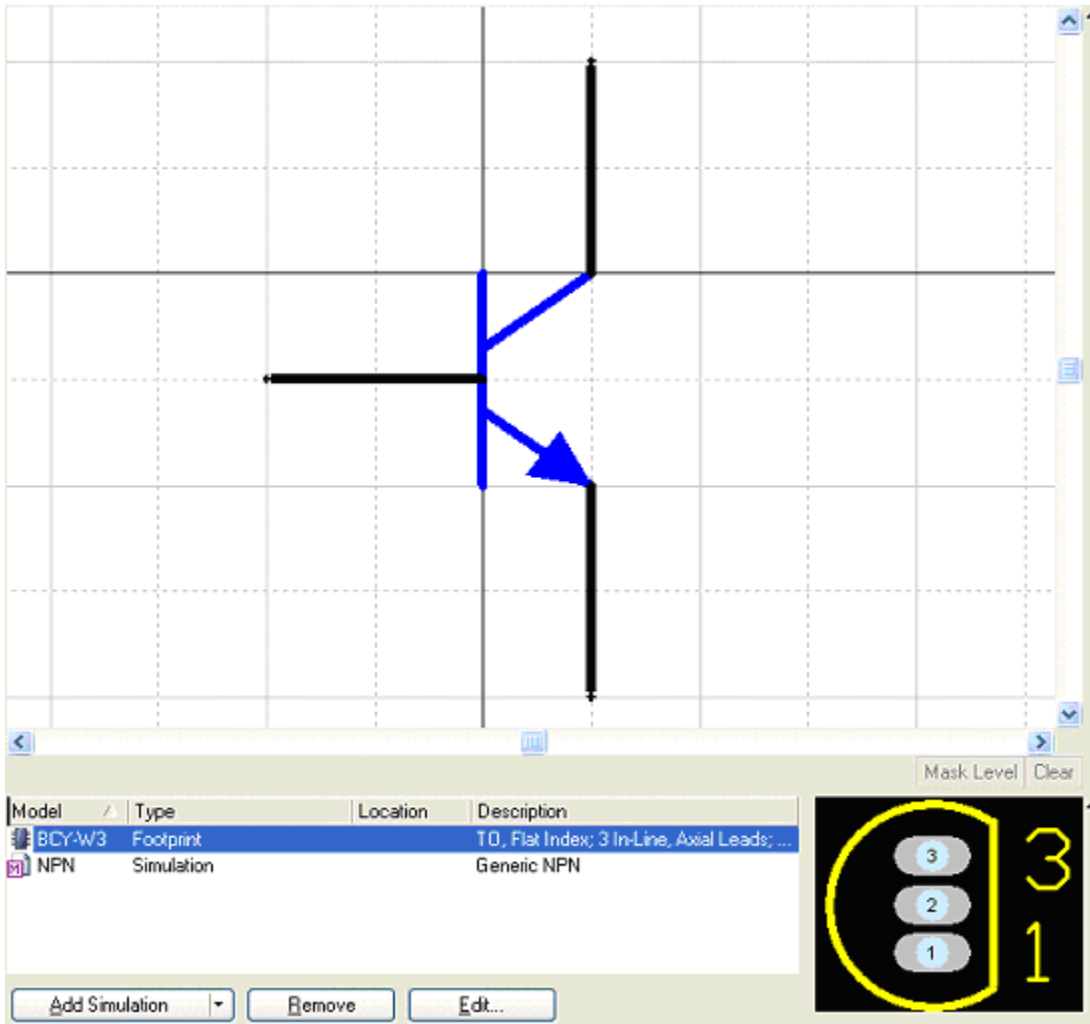 Mask Level Clear
Model Type Location Description
BCY-W3 Footprint TO, Flat Index; 3 In-Line, Axial Leads; ...
M NPN Simulation Generic NPN
3
2
1
3
1
Add Simulation Remove Edit...